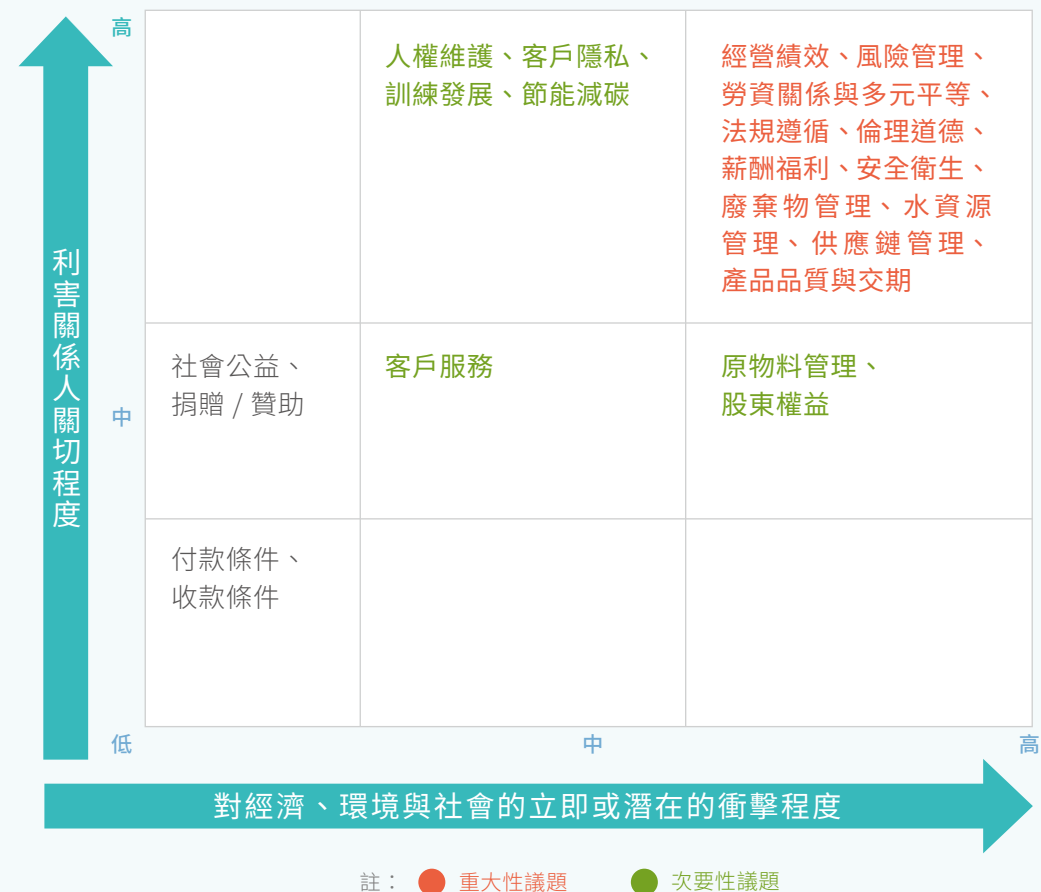 高
人權維護、客戶隱私、
訓練發展、節能減碳
經營績效、風險管理、
勞資關係與多元平等、
法規遵循、倫理道德、
薪酬福利、安全衛生、
廢棄物管理、水資源
管理、供應鏈管理、
產品品質與交期
利害關係人關切程度
中
社會公益、
捐贈 / 贊助
客戶服務
原物料管理、
股東權益
付款條件、
收款條件
低
中
高
對經濟、環境與社會的立即或潛在的衝擊程度
註： 重大性議題 次要性議題